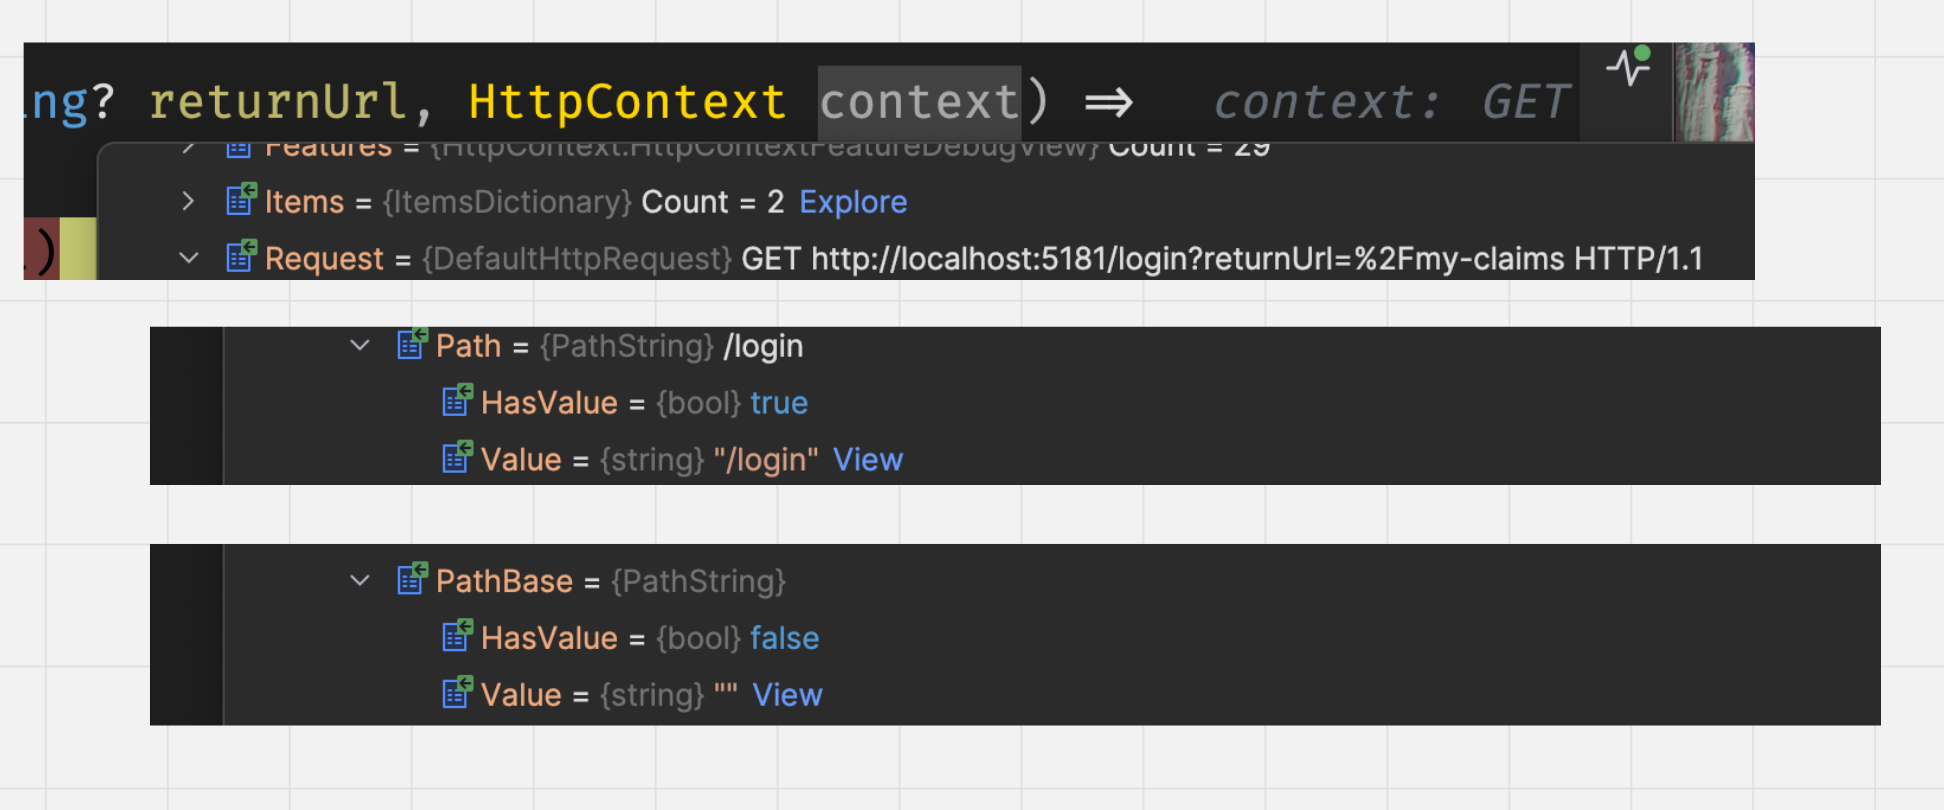 ing? returnUrl, HttpContext context) => context: GET
Features = {HttpContext.HttpContextFeatureDebugView} Count = 29
Items = {ItemsDictionary} Count = 2 Explore
.)
Request = {DefaultHttpRequest} GET http://localhost:5181/login?returnUrl=%2Fmy-claims HTTP/1.1
Path = {PathString} /login
HasValue = {bool} true
Value = {string} "/login" View
PathBase = {PathString}
HasValue = {bool} false
Value = {string} "" View